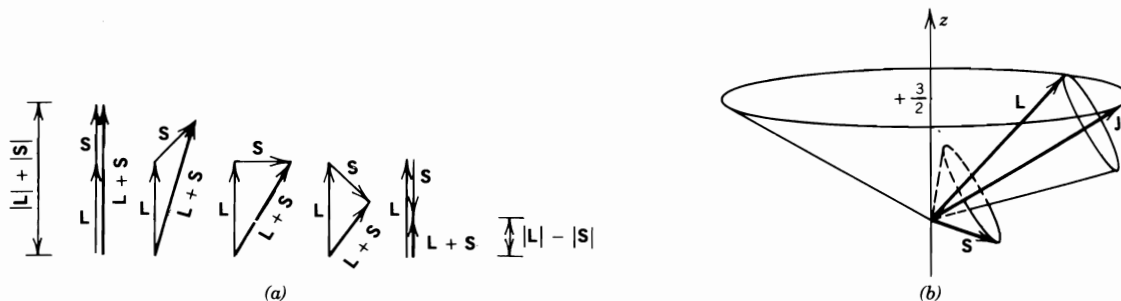 |L| + |S|
S
L
L + S
S
L
L + S
S
L
L + S
S
L
L + S
S
L
L + S
|L| − |S|
(a)
z
+ 3/2
L
J
S
(b)